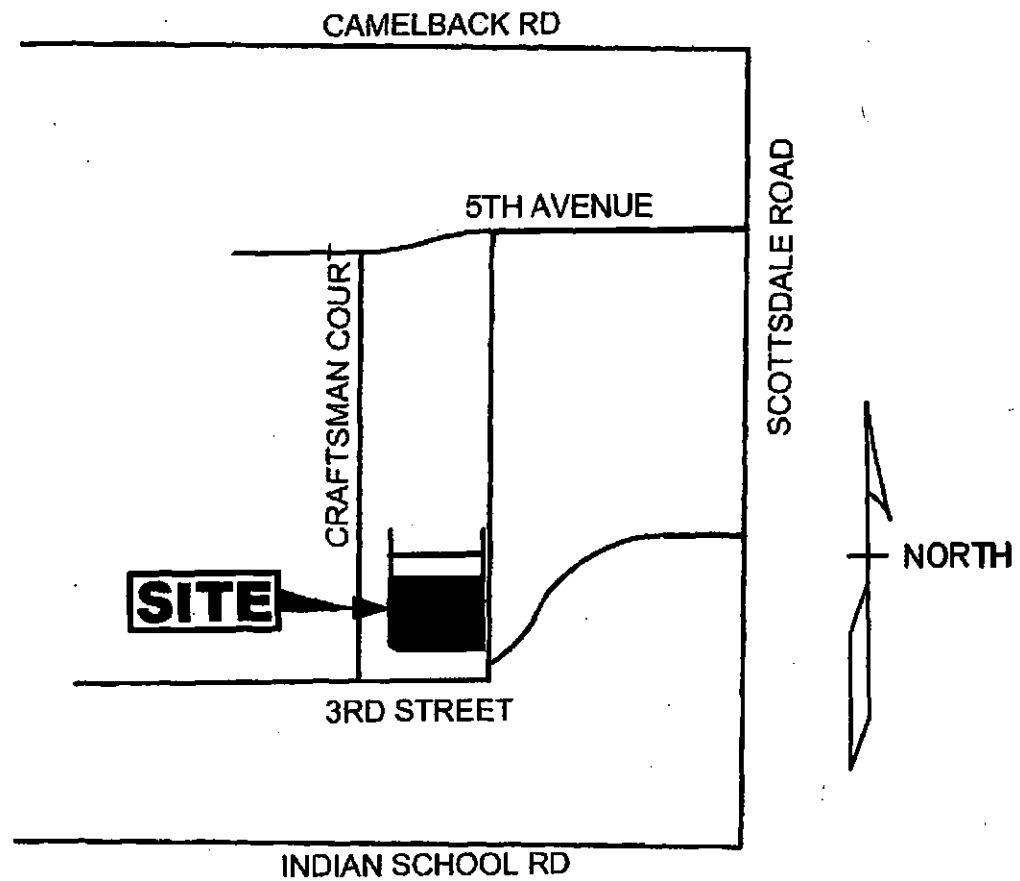 CAMELBACK RD
5TH AVENUE
SCOTTSDALE ROAD
CRAFTSMAN COURT
NORTH
SITE
3RD STREET
INDIAN SCHOOL RD